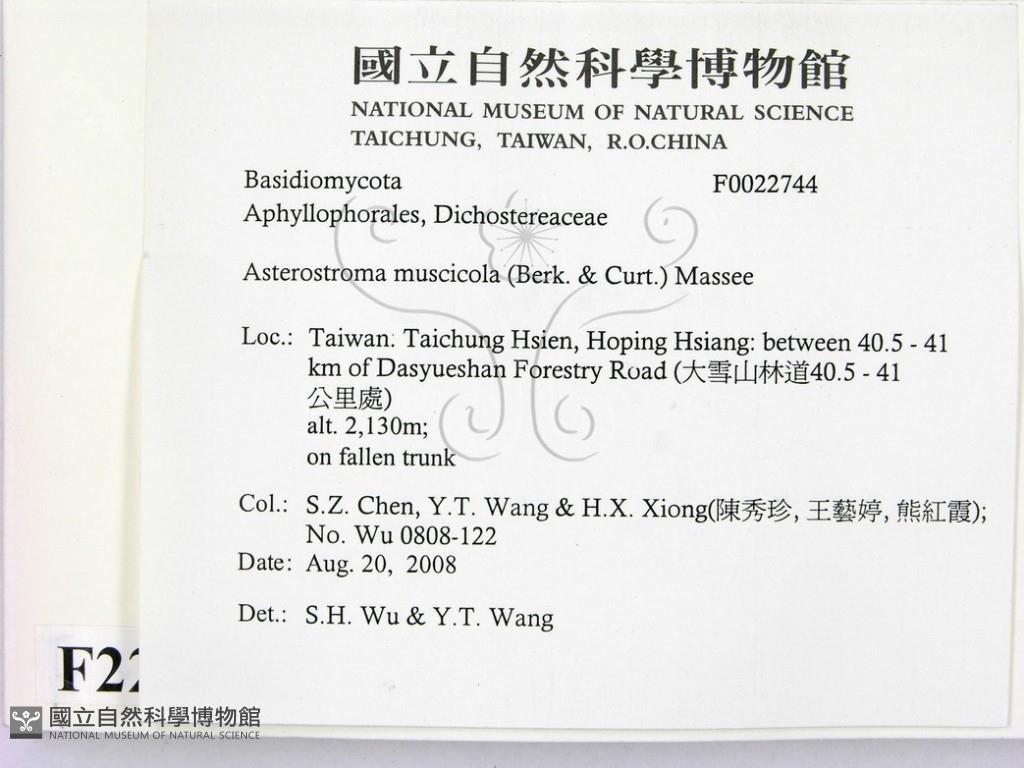 國立自然科學博物館
NATIONAL MUSEUM OF NATURAL SCIENCE
TAICHUNG, TAIWAN, R.O.CHINA
Basidiomycota F0022744
Aphyllophorales, Dichostereaceae
Asterostroma muscicola (Berk. & Curt.) Massee
Loc.: Taiwan: Taichung Hsien, Hoping Hsiang: between 40.5 - 41
km of Dasyueshan Forestry Road (大雪山林道40.5 - 41
公里處)
alt. 2,130m;
on fallen trunk
Col.: S.Z. Chen, Y.T. Wang & H.X. Xiong(陳秀珍, 王藝婷, 熊紅霞);
No. Wu 0808-122
Date: Aug. 20, 2008
Det.: S.H. Wu & Y.T. Wang
F22
國立自然科學博物館
NATIONAL MUSEUM OF NATURAL SCIENCE